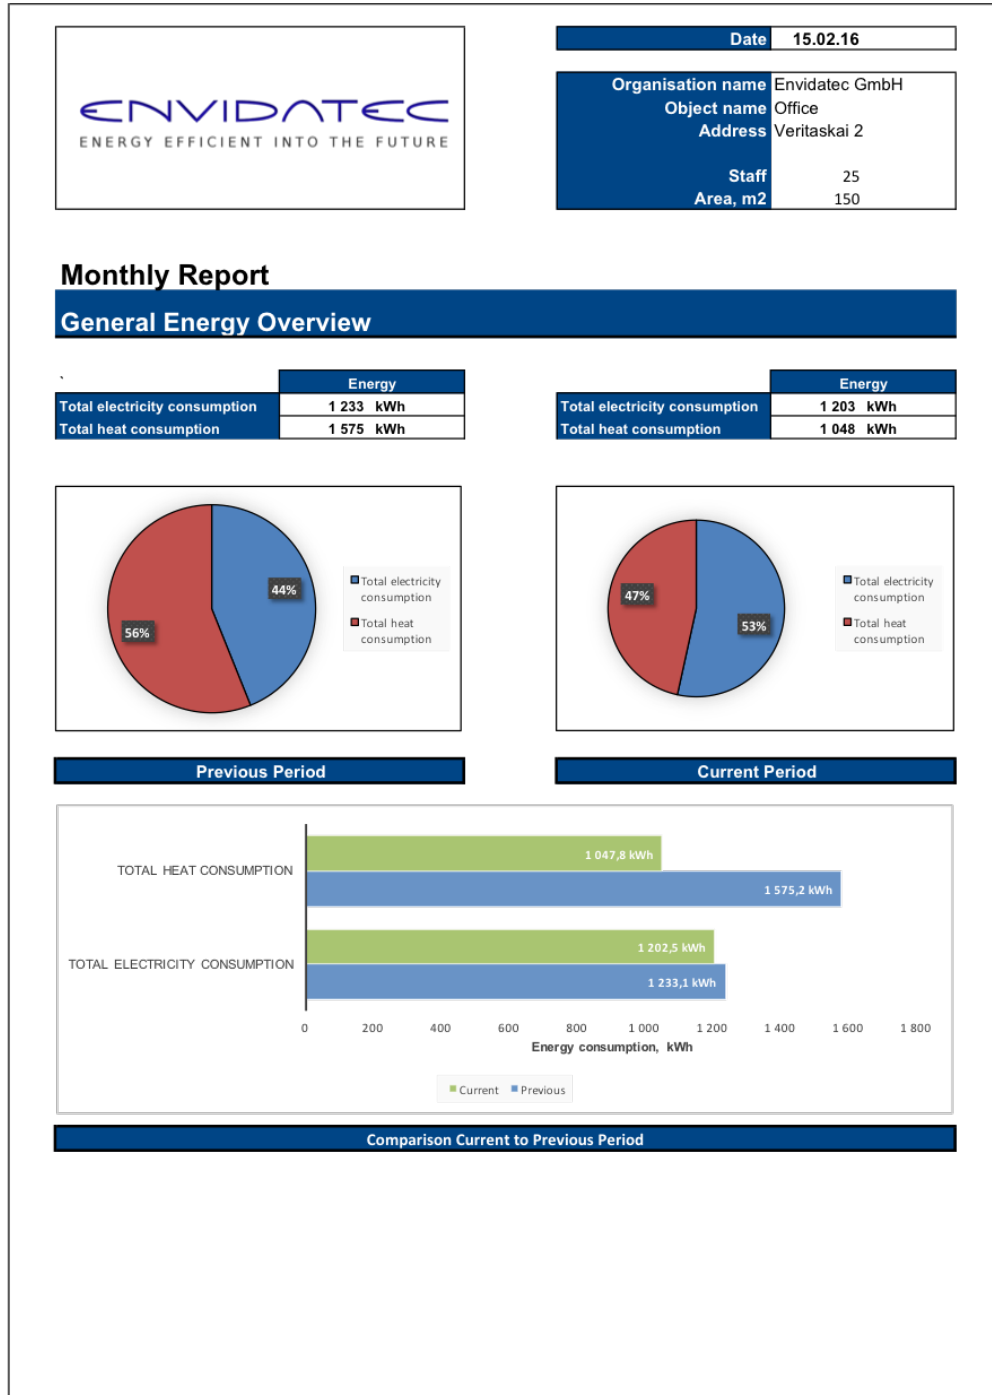 ENVIDATEC
ENERGY EFFICIENT INTO THE FUTURE
Date 15.02.16
Organisation name Envidatec GmbH
Object name Office
Address Veritaskai 2
Staff 25
Area, m2 150
Monthly Report
General Energy Overview
`
Energy
Total electricity consumption 1 233 kWh
Total heat consumption 1 575 kWh
Energy
Total electricity consumption 1 203 kWh
Total heat consumption 1 048 kWh
44%
56%
Total electricity
consumption
Total heat
consumption
47%
53%
Total electricity
consumption
Total heat
consumption
Previous Period
Current Period
TOTAL HEAT CONSUMPTION
1 047,8 kWh
1 575,2 kWh
TOTAL ELECTRICITY CONSUMPTION
1 202,5 kWh
1 233,1 kWh
0 200 400 600 800 1 000 1 200 1 400 1 600 1 800
Energy consumption, kWh
Current Previous
Comparison Current to Previous Period